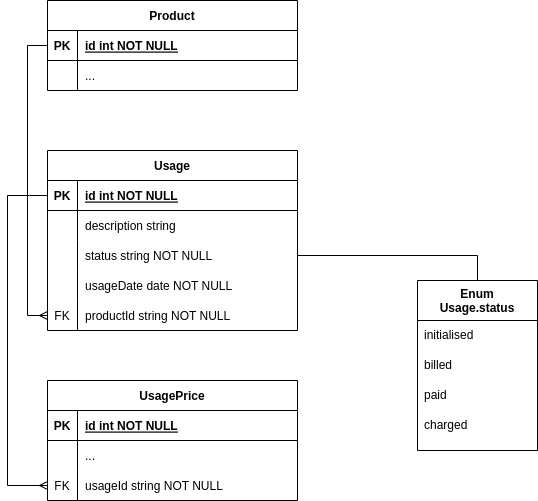 Product
PK id int NOT NULL
...
Usage
PK id int NOT NULL
description string
status string NOT NULL
usageDate date NOT NULL
FK productId string NOT NULL
Enum
Usage.status
initialised
billed
paid
charged
UsagePrice
PK id int NOT NULL
...
FK usageId string NOT NULL